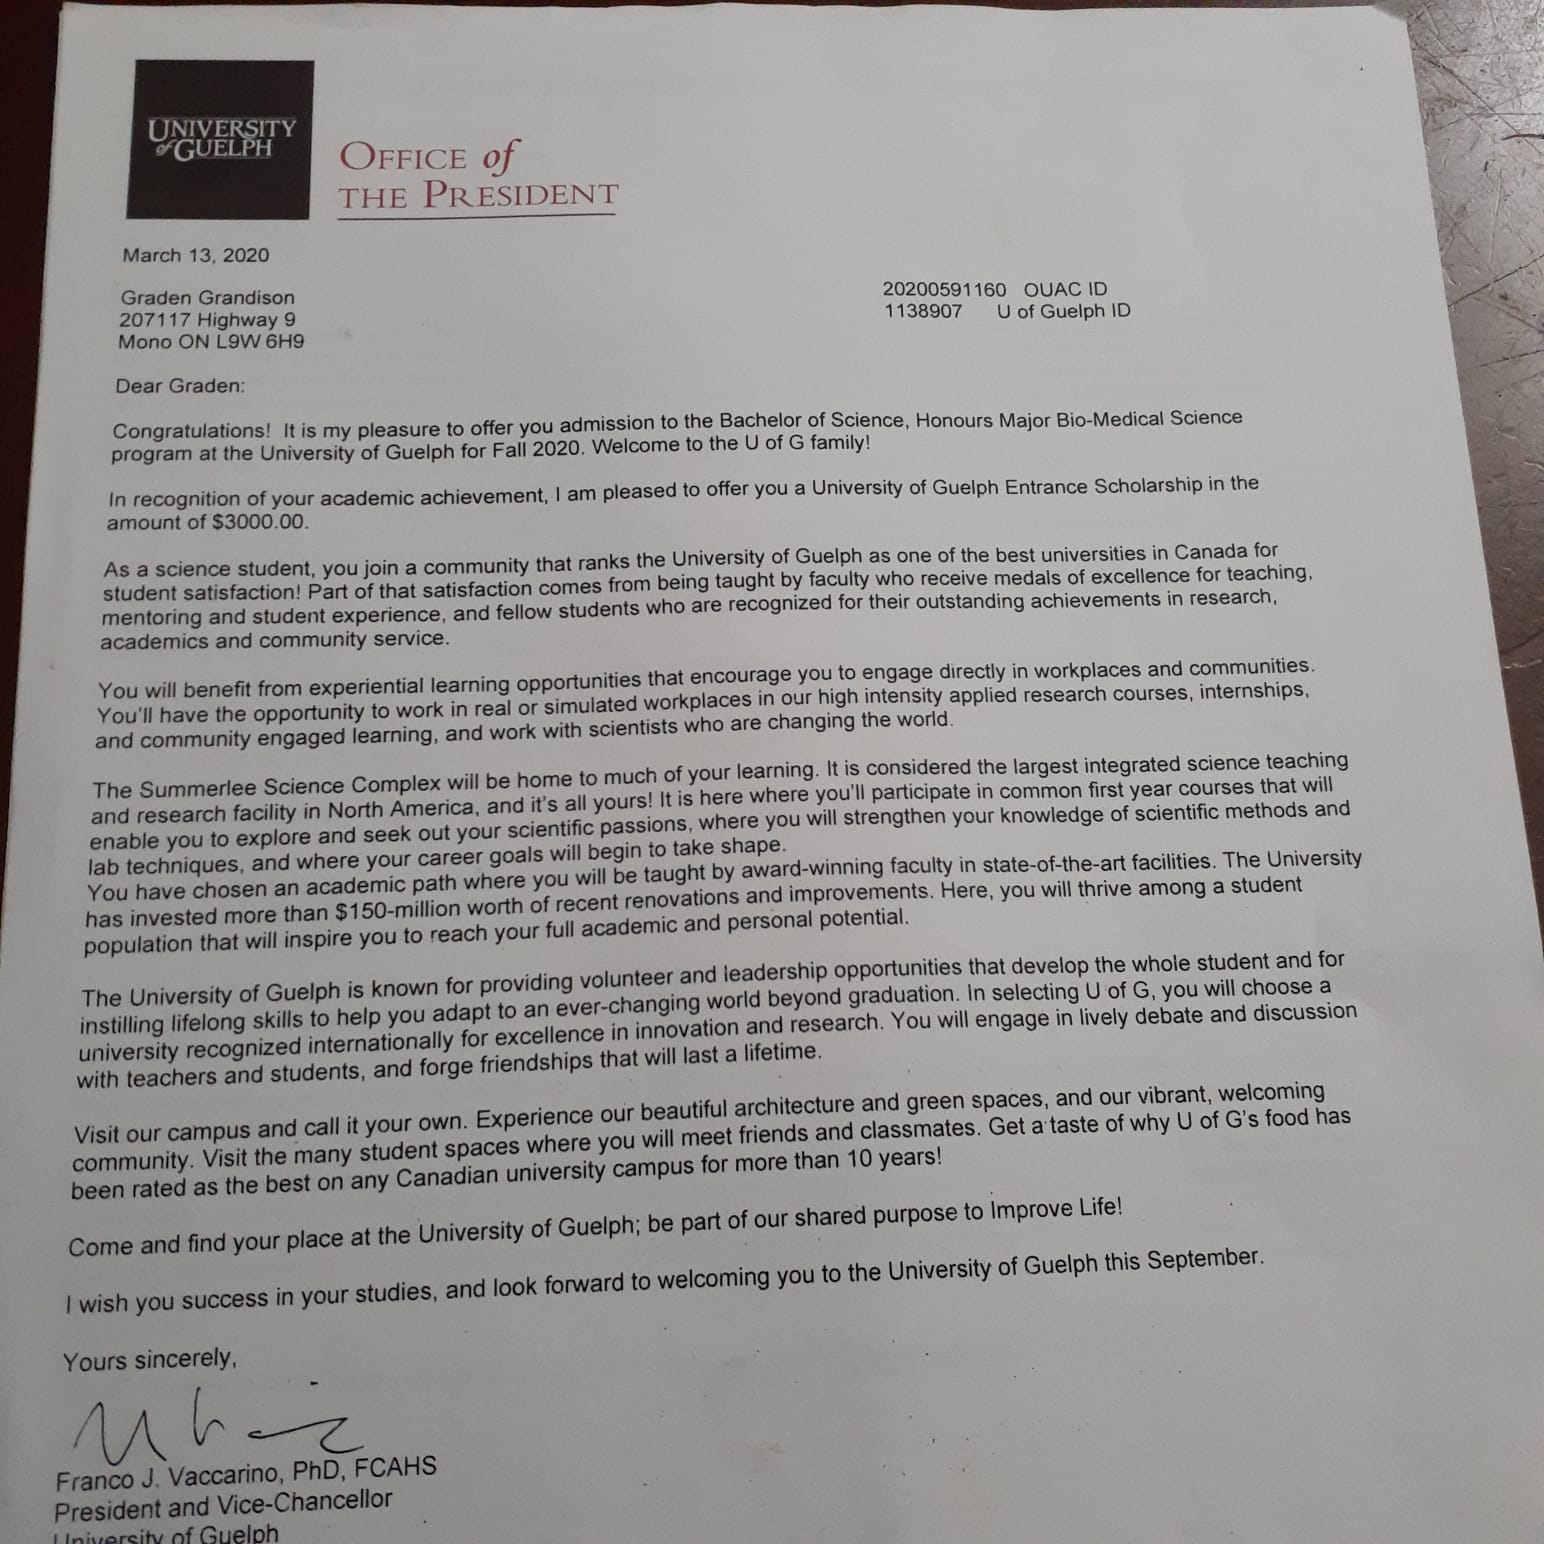 UNIVERSITY
of GUELPH
OFFICE of
THE PRESIDENT
March 13, 2020
Graden Grandison
207117 Highway 9
Mono ON L9W 6H9
20200591160 OUAC ID
1138907 U of Guelph ID
Dear Graden:
Congratulations! It is my pleasure to offer you admission to the Bachelor of Science, Honours Major Bio-Medical Science
program at the University of Guelph for Fall 2020. Welcome to the U of G family!
In recognition of your academic achievement, I am pleased to offer you a University of Guelph Entrance Scholarship in the
amount of $3000.00.
As a science student, you join a community that ranks the University of Guelph as one of the best universities in Canada for
student satisfaction! Part of that satisfaction comes from being taught by faculty who receive medals of excellence for teaching,
mentoring and student experience, and fellow students who are recognized for their outstanding achievements in research,
academics and community service.
You will benefit from experiential learning opportunities that encourage you to engage directly in workplaces and communities.
You'll have the opportunity to work in real or simulated workplaces in our high intensity applied research courses, internships,
and community engaged learning, and work with scientists who are changing the world.
The Summerlee Science Complex will be home to much of your learning. It is considered the largest integrated science teaching
and research facility in North America, and it's all yours! It is here where you'll participate in common first year courses that will
enable you to explore and seek out your scientific passions, where you will strengthen your knowledge of scientific methods and
lab techniques, and where your career goals will begin to take shape.
You have chosen an academic path where you will be taught by award-winning faculty in state-of-the-art facilities. The University
has invested more than $150-million worth of recent renovations and improvements. Here, you will thrive among a student
population that will inspire you to reach your full academic and personal potential.
The University of Guelph is known for providing volunteer and leadership opportunities that develop the whole student and for
instilling lifelong skills to help you adapt to an ever-changing world beyond graduation. In selecting U of G, you will choose a
university recognized internationally for excellence in innovation and research. You will engage in lively debate and discussion
with teachers and students, and forge friendships that will last a lifetime.
Visit our campus and call it your own. Experience our beautiful architecture and green spaces, and our vibrant, welcoming
community. Visit the many student spaces where you will meet friends and classmates. Get a taste of why U of G's food has
been rated as the best on any Canadian university campus for more than 10 years!
Come and find your place at the University of Guelph; be part of our shared purpose to Improve Life!
I wish you success in your studies, and look forward to welcoming you to the University of Guelph this September.
Yours sincerely,
Franco J. Vaccarino, PhD, FCAHS
President and Vice-Chancellor
University of Guelph